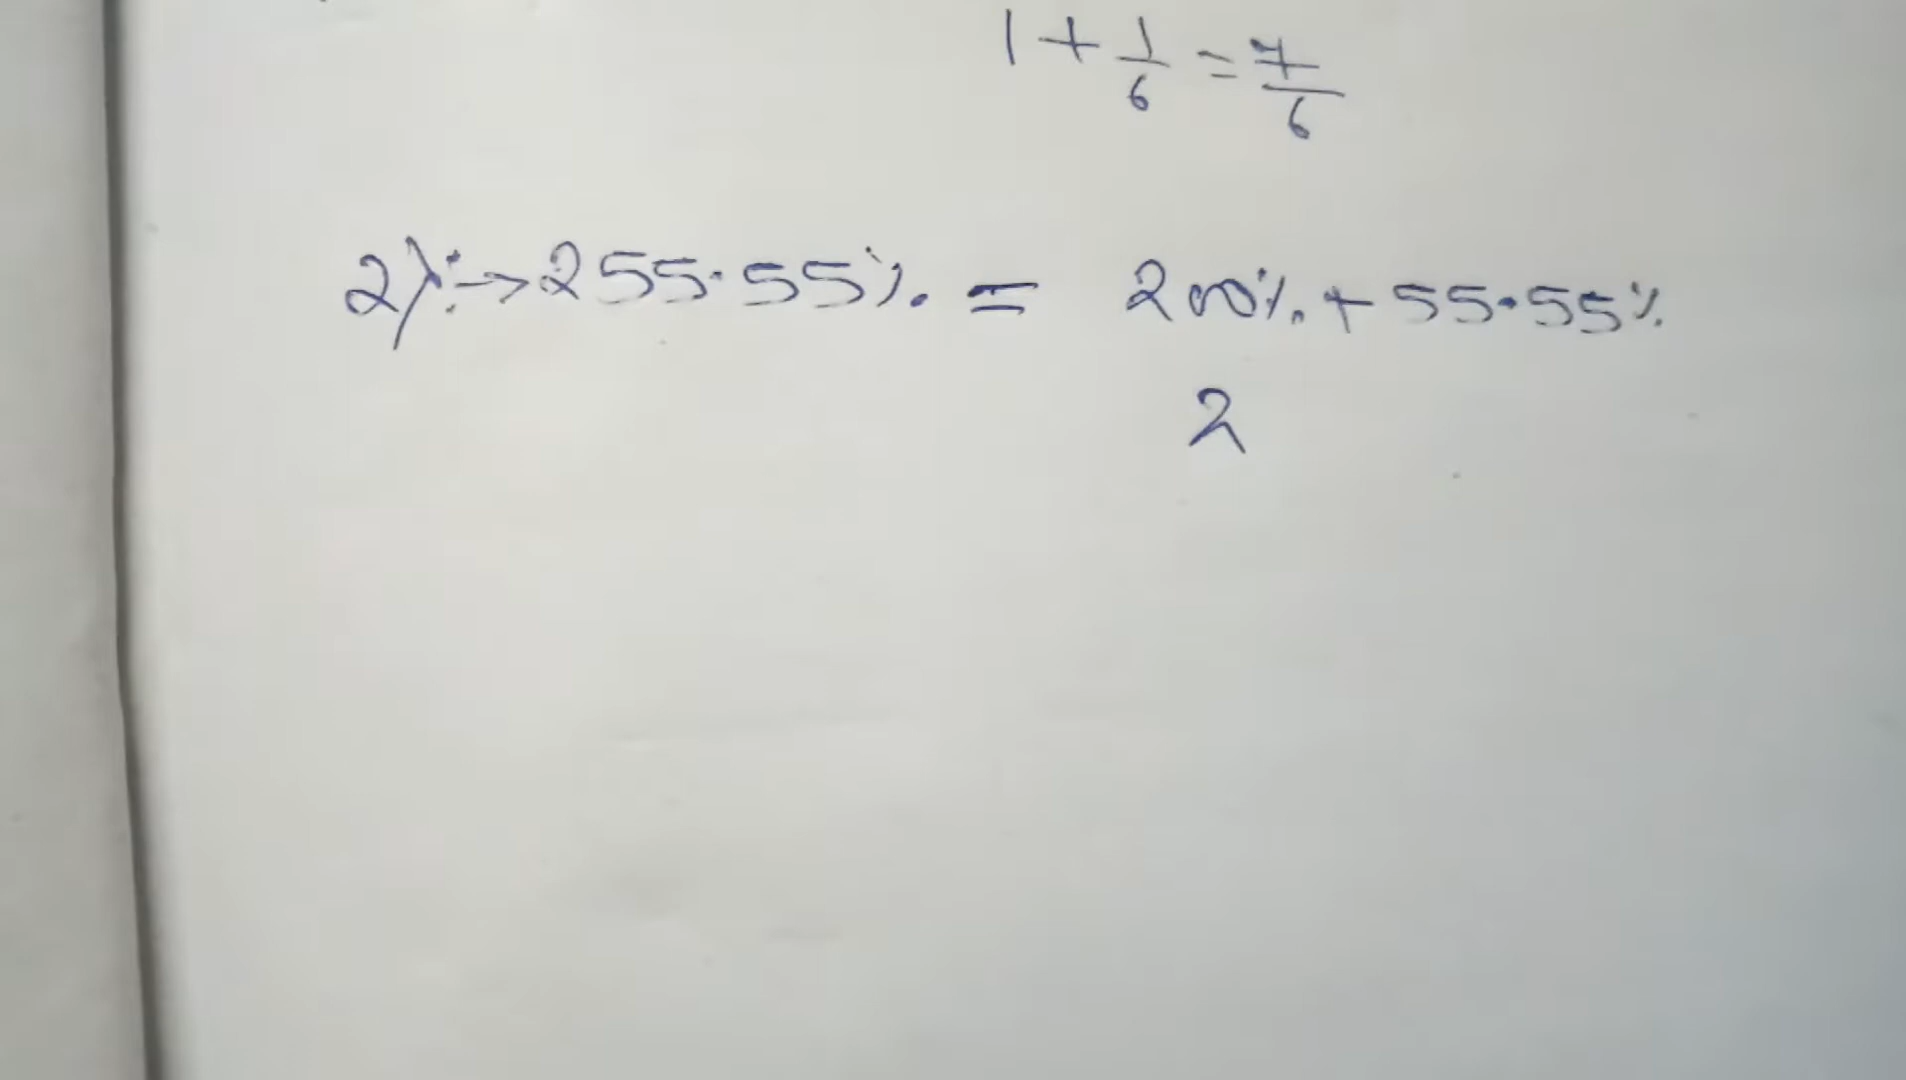 1 + 1/6 = 7/6
2) :→ 255.55% = 200% + 55.55%
2